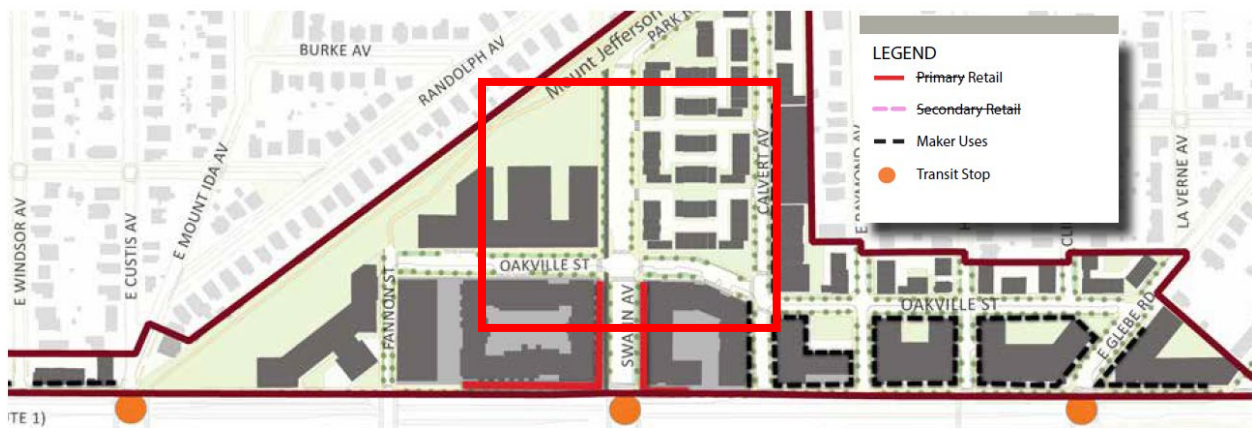 BURKE AV
RANDOLPH AV
Mount Jefferson
PARK
E MOUNT IDA AV
E WINDSOR AV
E CUSTIS AV
CALVERT AV
E RAYMOND AV
LA VERNE AV
LEGEND
Primary Retail
Secondary Retail
Maker Uses
Transit Stop
OAKVILLE ST
FANNON ST
SWANN AV
OAKVILLE ST
E GLEBE RD
UTE 1)